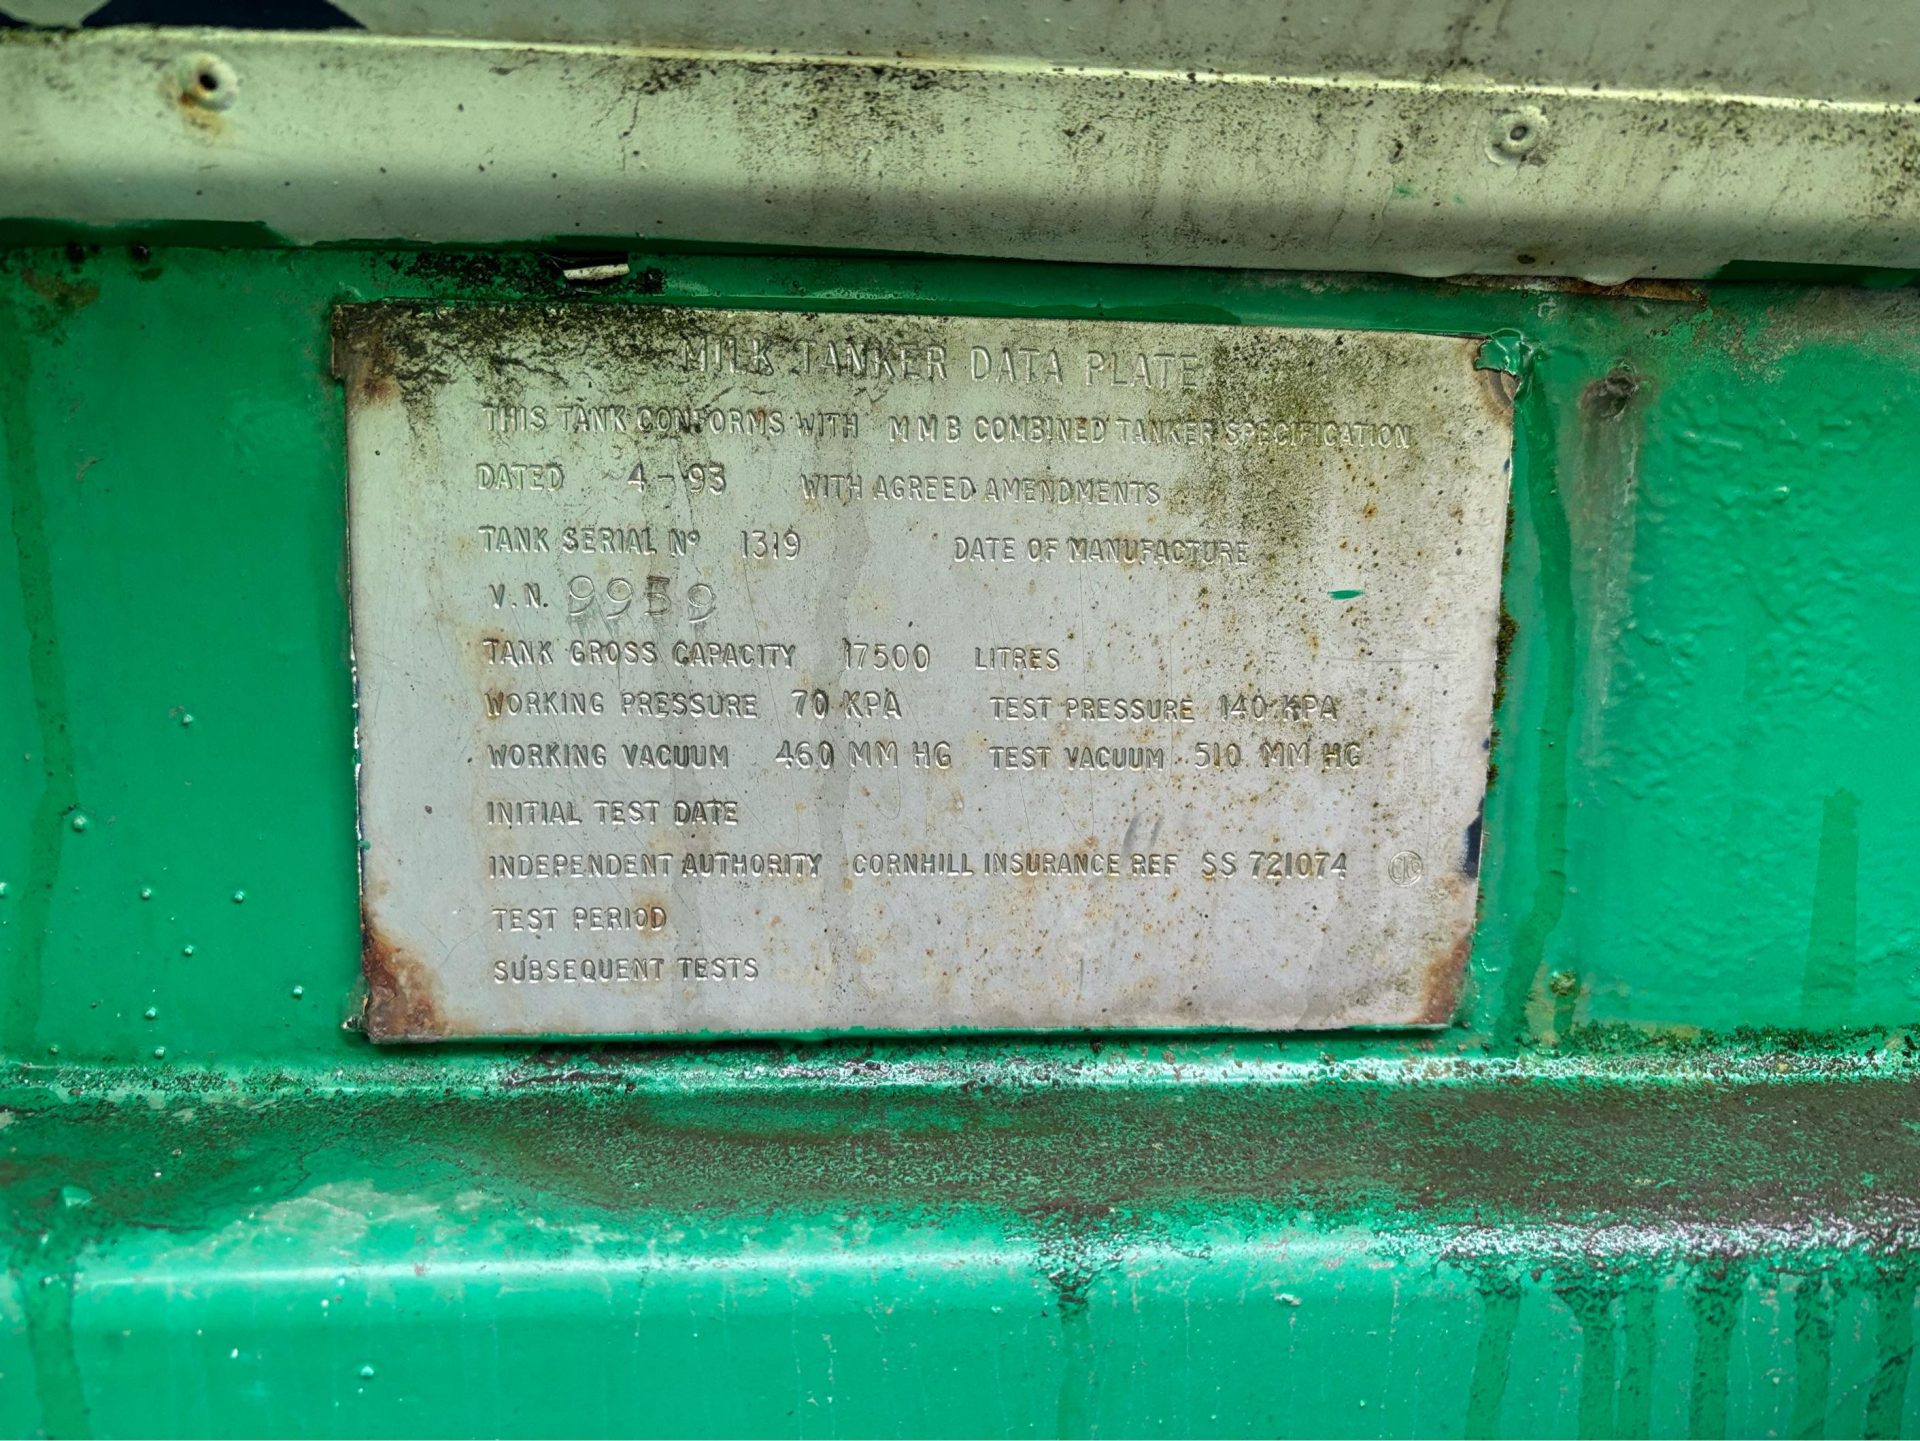 MILK TANKER DATA PLATE
THIS TANK CONFORMS WITH M M B COMBINED TANKER SPECIFICATION
DATED 4-93 WITH AGREED AMENDMENTS
TANK SERIAL Nº 1319 DATE OF MANUFACTURE
V.N. 9959
TANK GROSS CAPACITY 17500 LITRES
WORKING PRESSURE 70 KPA TEST PRESSURE 140 KPA
WORKING VACUUM 460 MM HG TEST VACUUM 510 MM HG
INITIAL TEST DATE
INDEPENDENT AUTHORITY CORNHILL INSURANCE REF SS 721074
TEST PERIOD
SUBSEQUENT TESTS